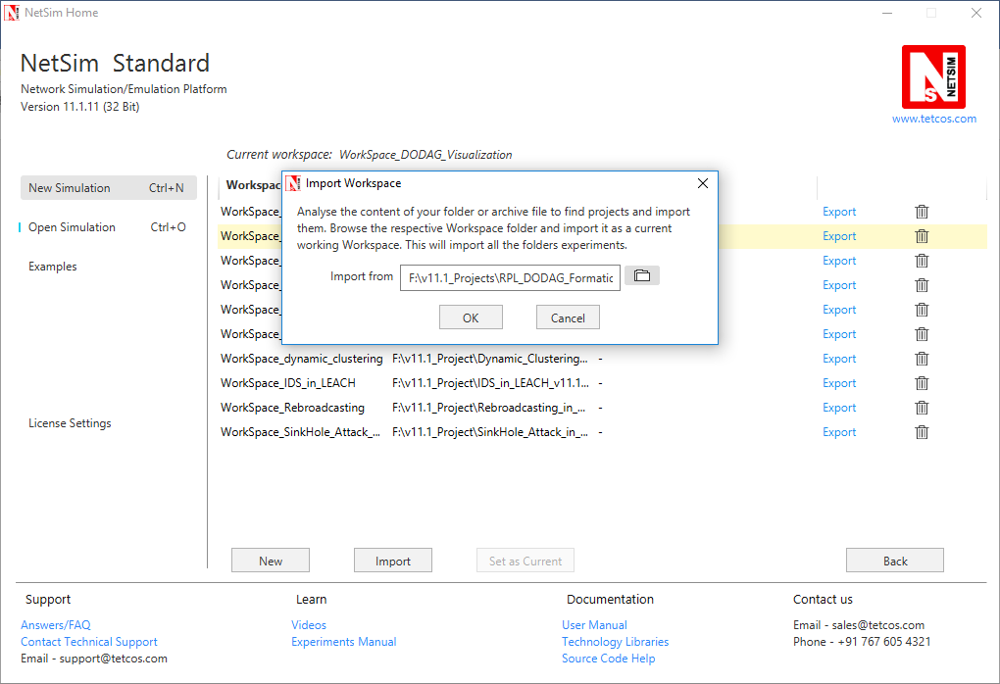 NetSim Home
NetSim Standard
Network Simulation/Emulation Platform
Version 11.1.11 (32 Bit)
NETSIM
www.tetcos.com
Current workspace: WorkSpace_DODAG_Visualization
New Simulation Ctrl+N
Open Simulation Ctrl+O
Examples
License Settings
Workspac
Import Workspace
Analyse the content of your folder or archive file to find projects and import
them. Browse the respective Workspace folder and import it as a current
working Workspace. This will import all the folders experiments.
Import from F:\v11.1_Projects\RPL_DODAG_Formatic
OK Cancel
WorkSpace_ Export
WorkSpace_ Export
WorkSpace_ Export
WorkSpace_ Export
WorkSpace_ Export
WorkSpace_ Export
WorkSpace_dynamic_clustering F:\v11.1_Project\Dynamic_Clustering... - Export
WorkSpace_IDS_in_LEACH F:\v11.1_Project\IDS_in_LEACH_v11.1... - Export
WorkSpace_Rebroadcasting F:\v11.1_Project\Rebroadcasting_in_... - Export
WorkSpace_SinkHole_Attack_... F:\v11.1_Project\SinkHole_Attack_in_... - Export
New Import Set as Current Back
Support
Answers/FAQ
Contact Technical Support
Email - support@tetcos.com
Learn
Videos
Experiments Manual
Documentation
User Manual
Technology Libraries
Source Code Help
Contact us
Email - sales@tetcos.com
Phone - +91 767 605 4321